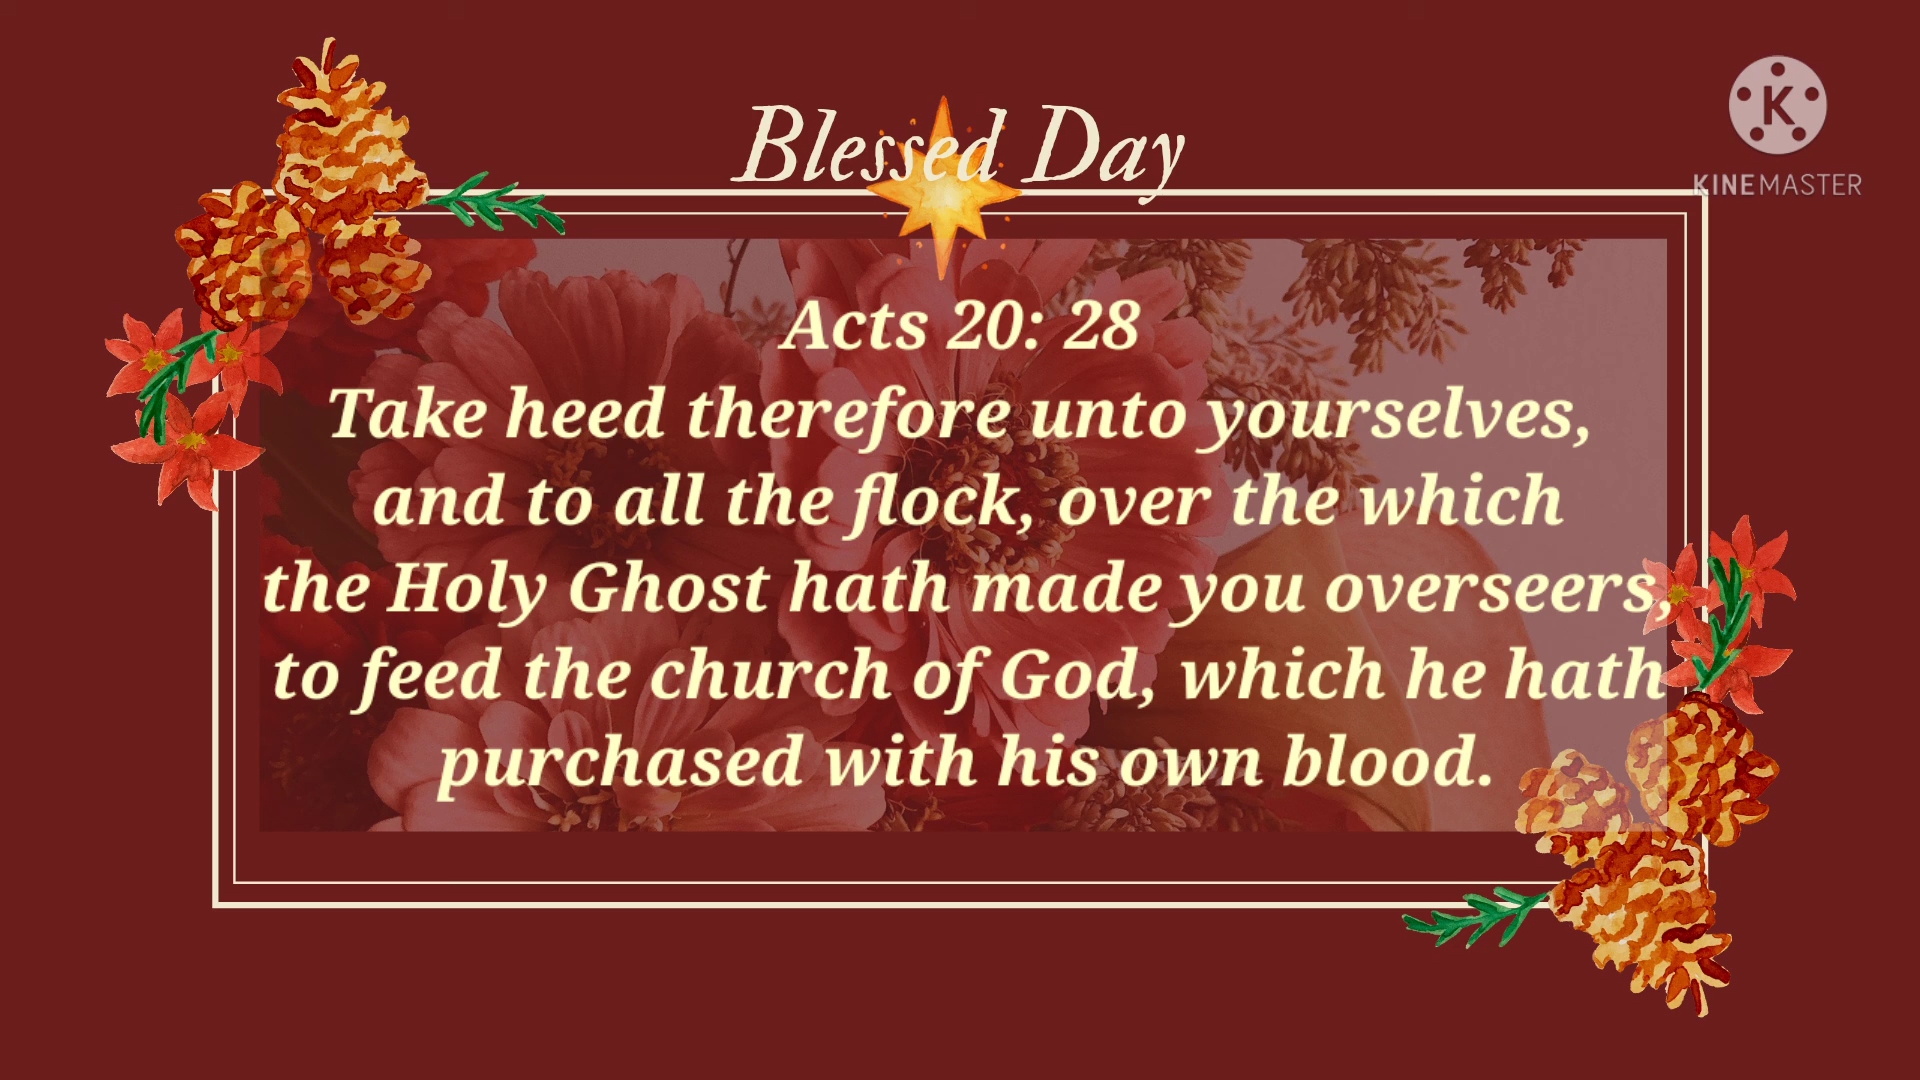 Blessed Day
K
KINEMASTER
Acts 20: 28
Take heed therefore unto yourselves,
and to all the flock, over the which
the Holy Ghost hath made you overseers,
to feed the church of God, which he hath
purchased with his own blood.